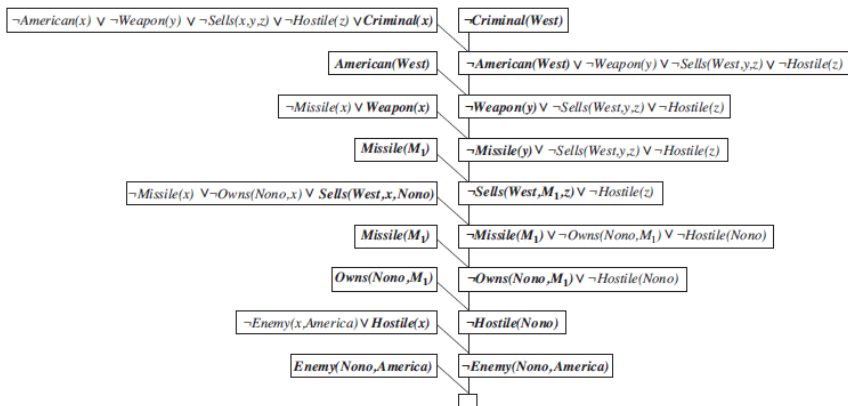 ¬American(x) ∨ ¬Weapon(y) ∨ ¬Sells(x,y,z) ∨ ¬Hostile(z) ∨ Criminal(x) ¬Criminal(West)
American(West) ¬American(West) ∨ ¬Weapon(y) ∨ ¬Sells(West,y,z) ∨ ¬Hostile(z)
¬Missile(x) ∨ Weapon(x) ¬Weapon(y) ∨ ¬Sells(West,y,z) ∨ ¬Hostile(z)
Missile(M₁) ¬Missile(y) ∨ ¬Sells(West,y,z) ∨ ¬Hostile(z)
¬Missile(x) ∨ ¬Owns(Nono,x) ∨ Sells(West,x,Nono) ¬Sells(West,M₁,z) ∨ ¬Hostile(z)
Missile(M₁) ¬Missile(M₁) ∨ ¬Owns(Nono,M₁) ∨ ¬Hostile(Nono)
Owns(Nono,M₁) ¬Owns(Nono,M₁) ∨ ¬Hostile(Nono)
¬Enemy(x,America) ∨ Hostile(x) ¬Hostile(Nono)
Enemy(Nono,America) ¬Enemy(Nono,America)